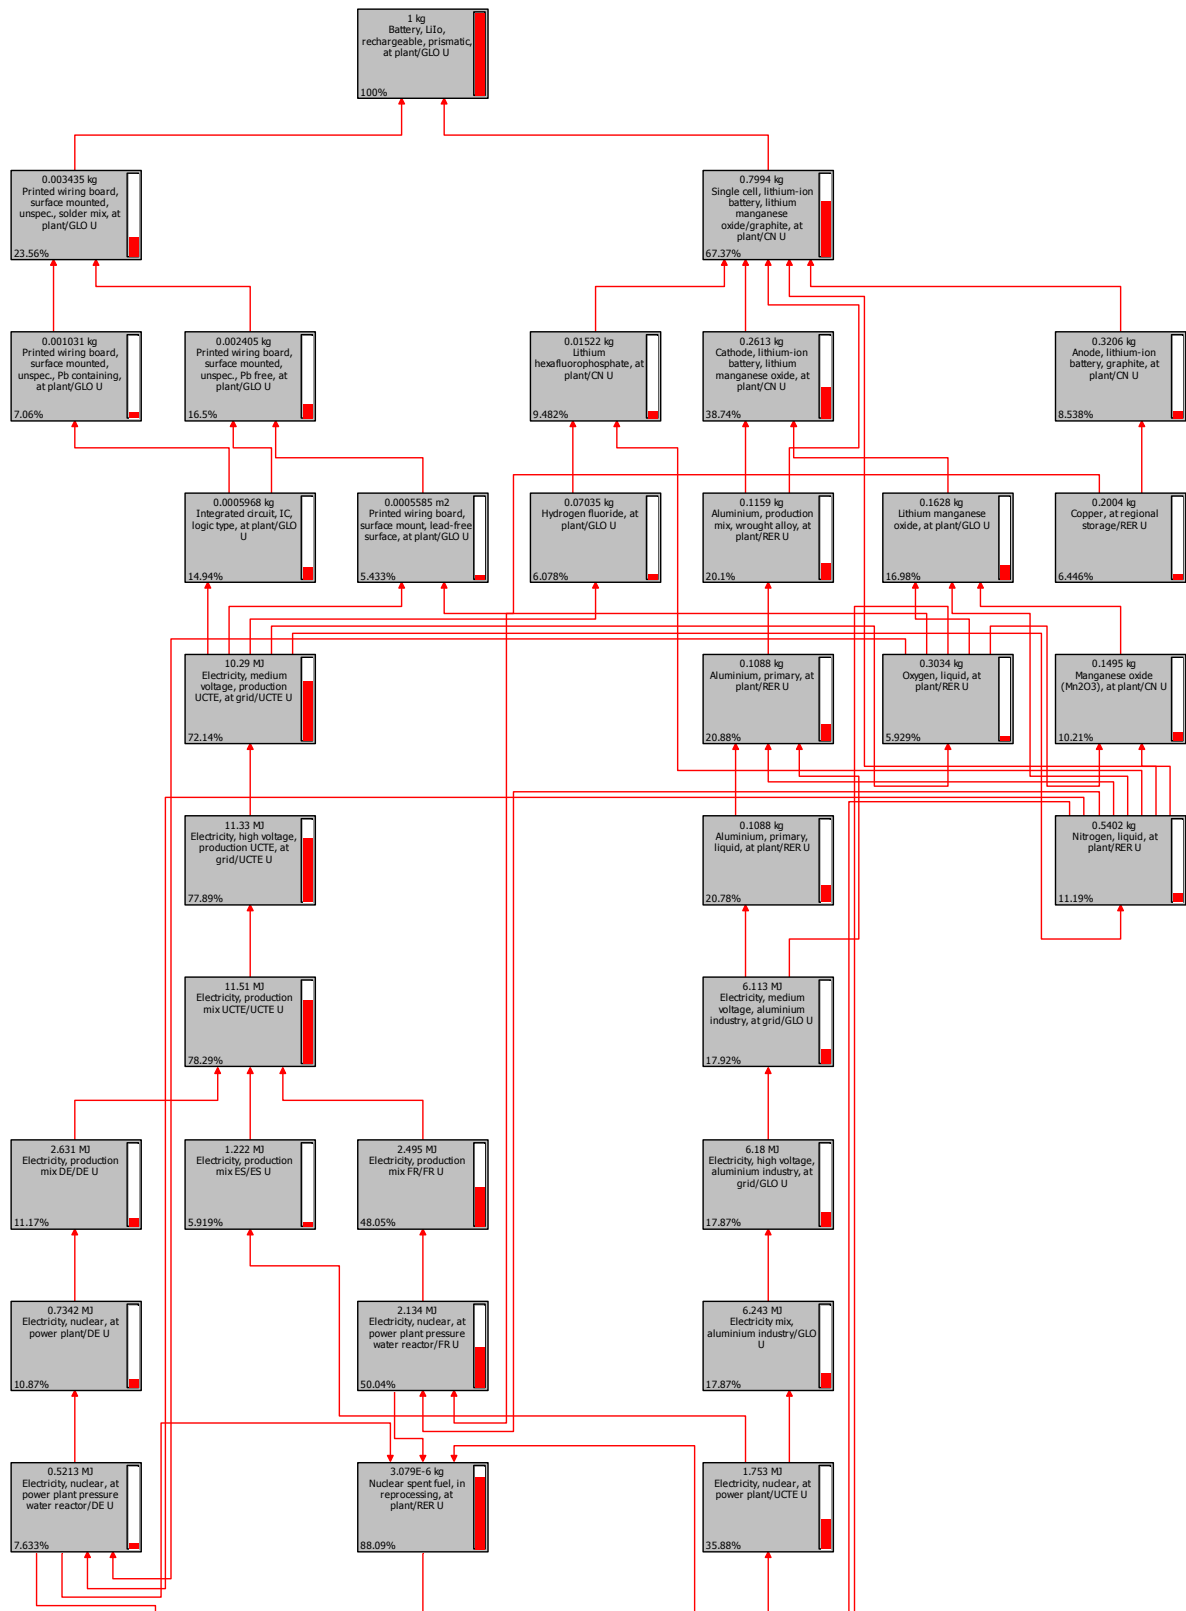 1 kg
Battery, LiIo,
rechargeable, prismatic,
at plant/GLO U
100%
0.003435 kg
Printed wiring board,
surface mounted,
unspec., solder mix, at
plant/GLO U
23.56%
0.7994 kg
Single cell, lithium-ion
battery, lithium
manganese
oxide/graphite, at
plant/CN U
67.37%
0.001031 kg
Printed wiring board,
surface mounted,
unspec., Pb containing,
at plant/GLO U
7.06%
0.002405 kg
Printed wiring board,
surface mounted,
unspec., Pb free, at
plant/GLO U
16.5%
0.01522 kg
Lithium
hexafluorophosphate, at
plant/CN U
9.482%
0.2613 kg
Cathode, lithium-ion
battery, lithium
manganese oxide, at
plant/CN U
38.74%
0.3206 kg
Anode, lithium-ion
battery, graphite, at
plant/CN U
8.538%
0.0005968 kg
Integrated circuit, IC,
logic type, at plant/GLO
U
14.94%
0.0005585 m2
Printed wiring board,
surface mount, lead-free
surface, at plant/GLO U
5.433%
0.07035 kg
Hydrogen fluoride, at
plant/GLO U
6.078%
0.1159 kg
Aluminium, production
mix, wrought alloy, at
plant/RER U
20.1%
0.1628 kg
Lithium manganese
oxide, at plant/GLO U
16.98%
0.2004 kg
Copper, at regional
storage/RER U
6.446%
10.29 MJ
Electricity, medium
voltage, production
UCTE, at grid/UCTE U
72.14%
0.1088 kg
Aluminium, primary, at
plant/RER U
20.88%
0.3034 kg
Oxygen, liquid, at
plant/RER U
5.929%
0.1495 kg
Manganese oxide
(Mn2O3), at plant/CN U
10.21%
11.33 MJ
Electricity, high voltage,
production UCTE, at
grid/UCTE U
77.89%
0.1088 kg
Aluminium, primary,
liquid, at plant/RER U
20.78%
0.5402 kg
Nitrogen, liquid, at
plant/RER U
11.19%
11.51 MJ
Electricity, production
mix UCTE/UCTE U
78.29%
6.113 MJ
Electricity, medium
voltage, aluminium
industry, at grid/GLO U
17.92%
2.631 MJ
Electricity, production
mix DE/DE U
11.17%
1.222 MJ
Electricity, production
mix ES/ES U
5.919%
2.495 MJ
Electricity, production
mix FR/FR U
48.05%
6.18 MJ
Electricity, high voltage,
aluminium industry, at
grid/GLO U
17.87%
0.7342 MJ
Electricity, nuclear, at
power plant/DE U
10.87%
2.134 MJ
Electricity, nuclear, at
power plant pressure
water reactor/FR U
50.04%
6.243 MJ
Electricity mix,
aluminium industry/GLO
U
17.87%
0.5213 MJ
Electricity, nuclear, at
power plant pressure
water reactor/DE U
7.633%
3.079E-6 kg
Nuclear spent fuel, in
reprocessing, at
plant/RER U
88.09%
1.753 MJ
Electricity, nuclear, at
power plant/UCTE U
35.88%